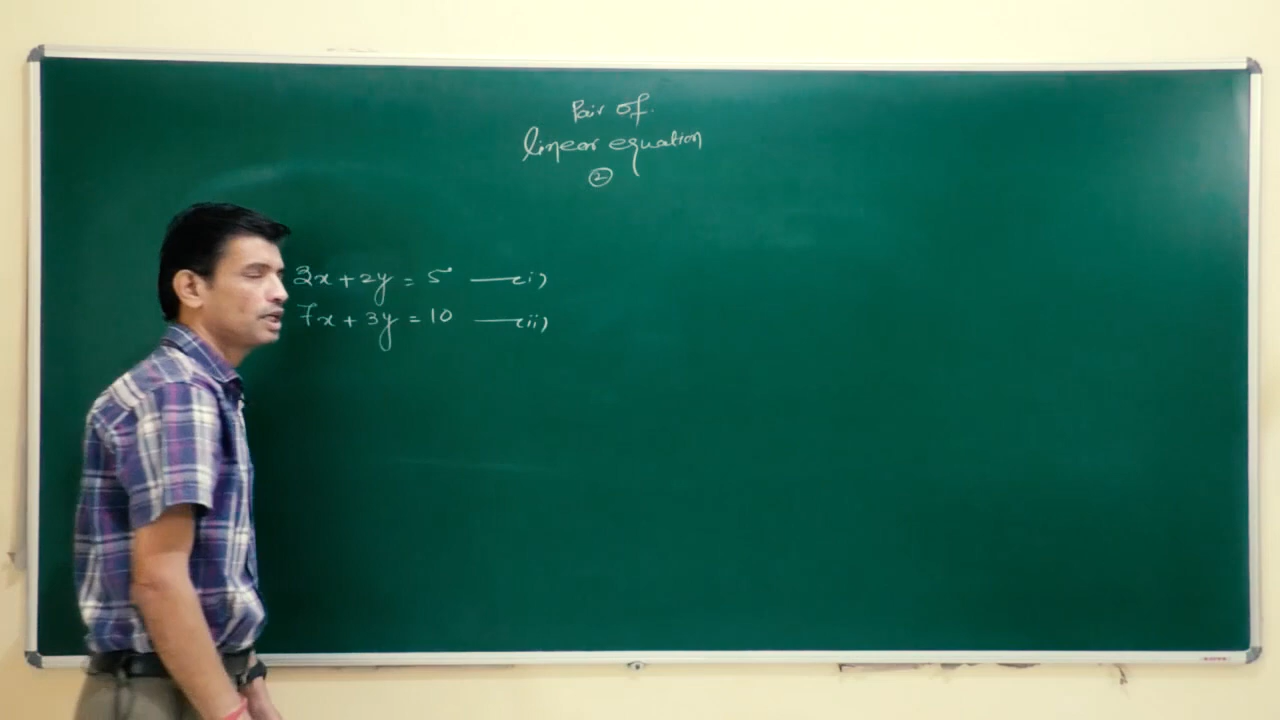 Pair of
linear equation
②
3x + 2y = 5 —— (i)
7x + 3y = 10 —— (ii)